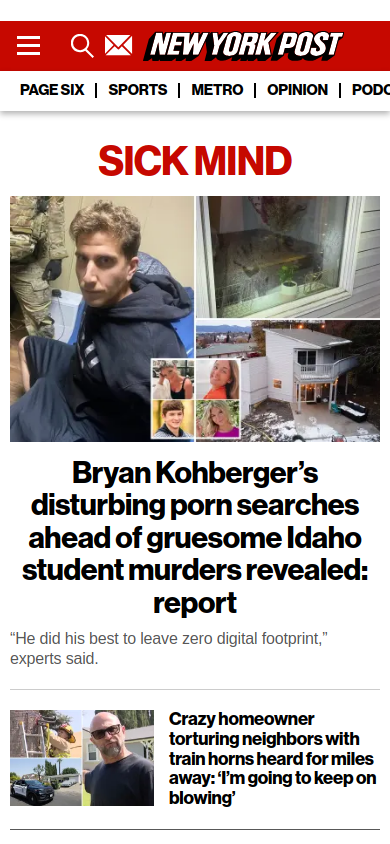 NEW YORK POST
PAGE SIX
SPORTS
METRO
OPINION
PODC
SICK MIND
Bryan Kohberger’s
disturbing porn searches
ahead of gruesome Idaho
student murders revealed:
report
“He did his best to leave zero digital footprint,”
experts said.
Crazy homeowner
torturing neighbors with
train horns heard for miles
away: ‘I’m going to keep on
blowing’